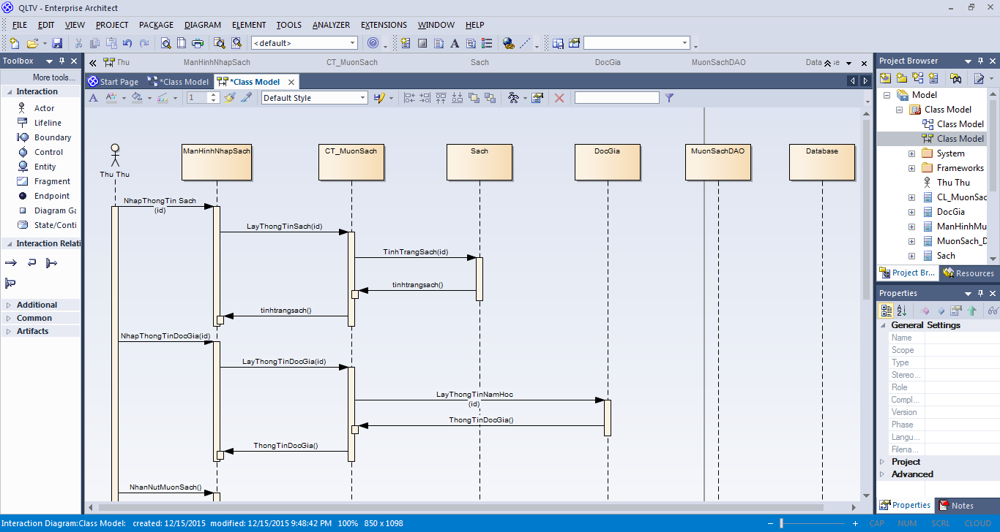 QLTV - Enterprise Architect
FILE EDIT VIEW PROJECT PACKAGE DIAGRAM ELEMENT TOOLS ANALYZER EXTENSIONS WINDOW HELP
<default>
Toolbox
More tools...
Interaction
Actor
Lifeline
Boundary
Control
Entity
Fragment
Endpoint
Diagram Ga
State/Conti
Interaction Relati
Additional
Common
Artifacts
Thu ManHinhNhapSach CT_MuonSach Sach DocGia MuonSachDAO Data se
Start Page *Class Model *Class Model
1 Default Style
Thu Thu
ManHinhNhapSach CT_MuonSach Sach DocGia MuonSachDAO Database
NhapThongTin Sach
(id)
LayThongTinSach(id)
TinhTrangSach(id)
tinhtrangsach()
tinhtrangsach()
NhapThongTinDocGia(id)
LayThongTinDocGia(id)
LayThongTinNamHoc
(id)
ThongTinDocGia()
ThongTinDocGia()
NhanNutMuonSach()
Project Browser
Model
Class Model
Class Model
Class Model
System
Frameworks
Thu Thu
CL_MuonSac
DocGia
ManHinhMu
MuonSach_D
Sach
Project Br... Resources
Properties
General Settings
Name
Scope
Type
Stereo...
Role
Compl...
Version
Phase
Langu...
Filena...
Project
Advanced
Properties Notes
Interaction Diagram:Class Model: created: 12/15/2015 modified: 12/15/2015 9:48:42 PM 100% 850 x 1098
CAP NUM SCRL CLOUD